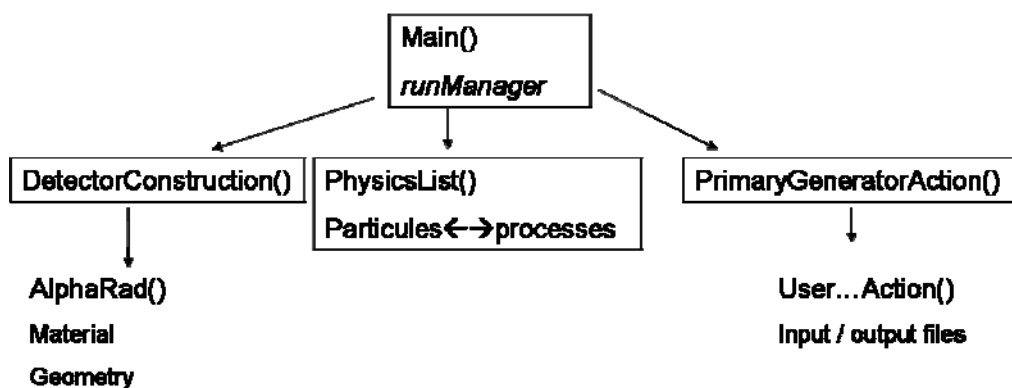 Main()
runManager
DetectorConstruction()
PhysicsList()
Particules←→processes
PrimaryGeneratorAction()
AlphaRad()
Material
Geometry
User...Action()
Input / output files